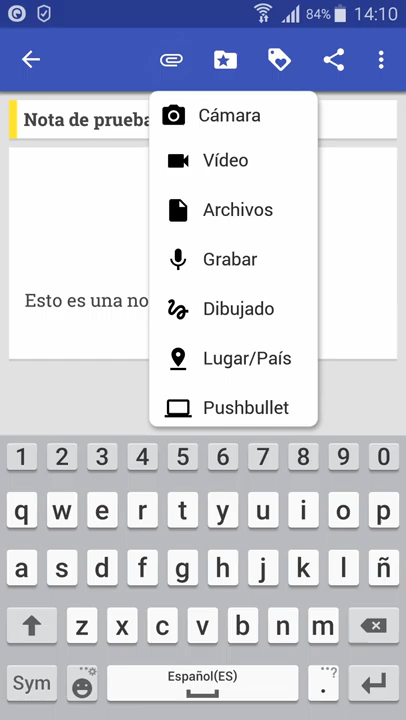 84% 14:10
Nota de prueba
Cámara
Vídeo
Archivos
Esto es una no
Grabar
Dibujado
Lugar/País
Pushbullet
1 2 3 4 5 6 7 8 9 0
q w e r t y u i o p
a s d f g h j k l ñ
z x c v b n m
Sym Español(ES) . ,?